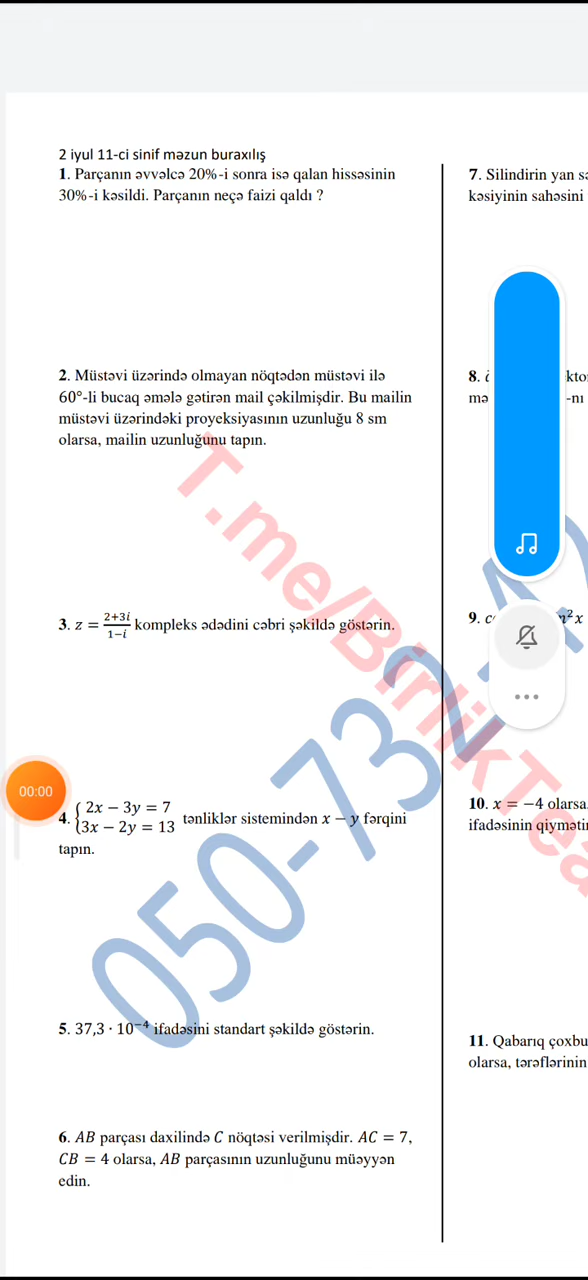 2 iyul 11-ci sinif məzun buraxılış
1. Parçanın əvvəlcə 20%-i sonra isə qalan hissəsinin
30%-i kəsildi. Parçanın neçə faizi qaldı ?
2. Müstəvi üzərində olmayan nöqtədən müstəvi ilə
60°-li bucaq əmələ gətirən mail çəkilmişdir. Bu mailin
müstəvi üzərindəki proyeksiyasının uzunluğu 8 sm
olarsa, mailin uzunluğunu tapın.
3. z = \frac{2+3i}{1-i} kompleks ədədini cəbri şəkildə göstərin.
00:00
4. { 2x − 3y = 7
3x − 2y = 13 tənliklər sistemindən x − y fərqini
tapın.
5. 37,3 · 10⁻⁴ ifadəsini standart şəkildə göstərin.
6. AB parçası daxilində C nöqtəsi verilmişdir. AC = 7,
CB = 4 olarsa, AB parçasının uzunluğunu müəyyən
edin.
7. Silindirin yan
kəsiyinin sahəsini
8.
mə -nı
9.
10. x = −4 olarsa
ifadəsinin
11. Qabarıq
olarsa, tərəflərinin
T.me/BirlikTea
050-732